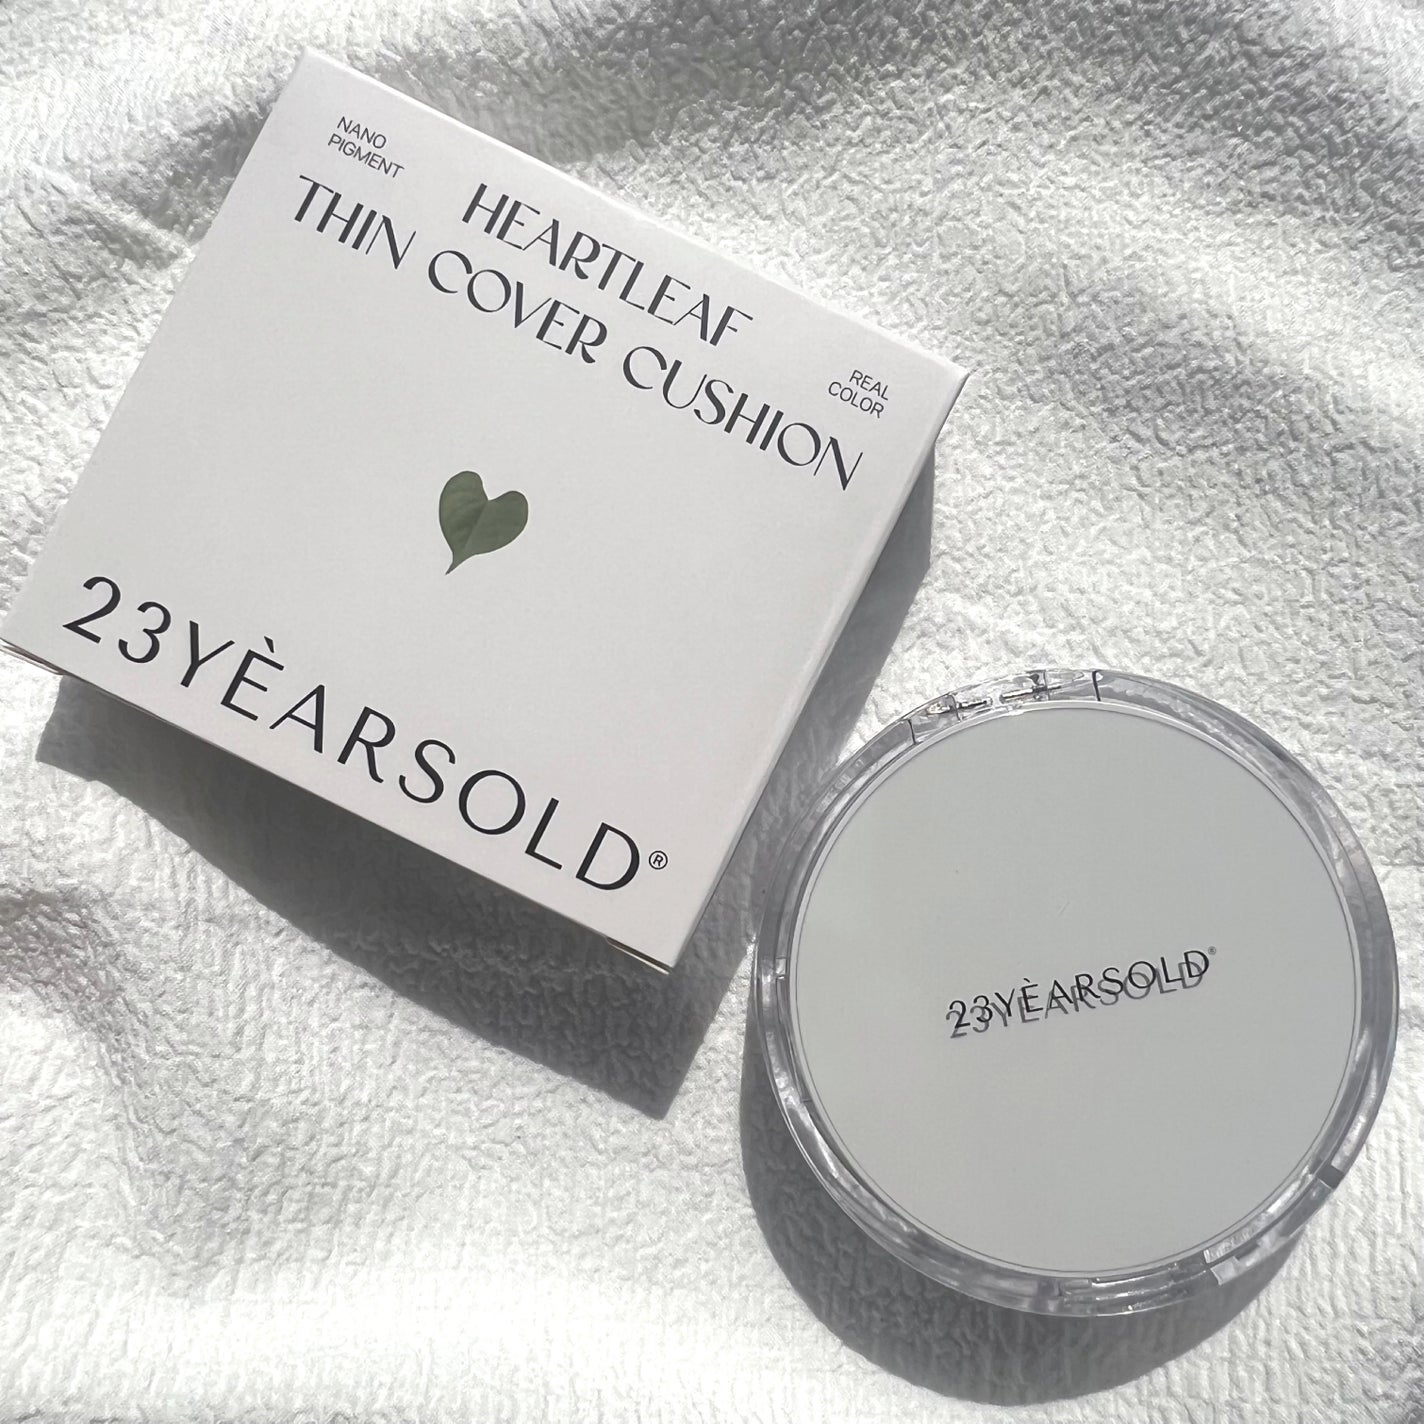 NANO
PIGMENT
HEARTLEAF
THIN COVER CUSHION
REAL
COLOR
23YÈARSOLD®
23YÈARSOLD®